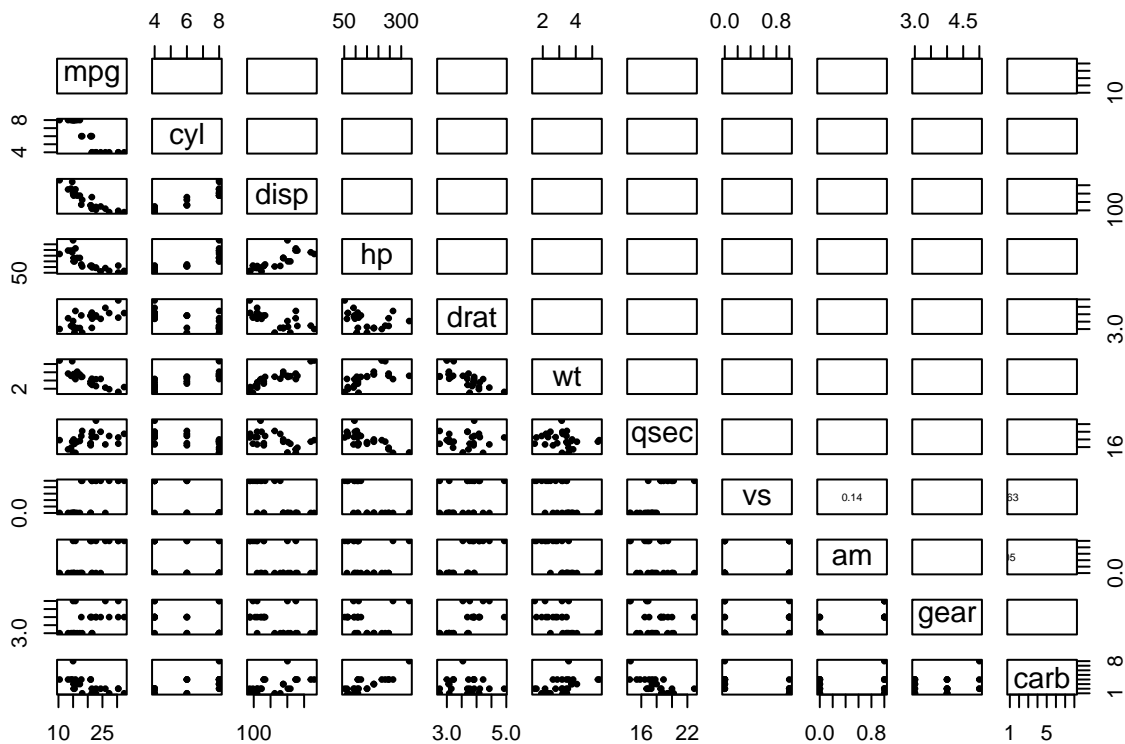 4 6 8 50 300 2 4 0.0 0.8 3.0 4.5
mpg 10
8 4 cyl
disp 100
50 hp
drat 3.0
2 wt
qsec 16
0.0 vs 0.14 63
am 0.0
3.0 gear
carb 8 1
10 25 100 3.0 5.0 16 22 0.0 0.8 1 5